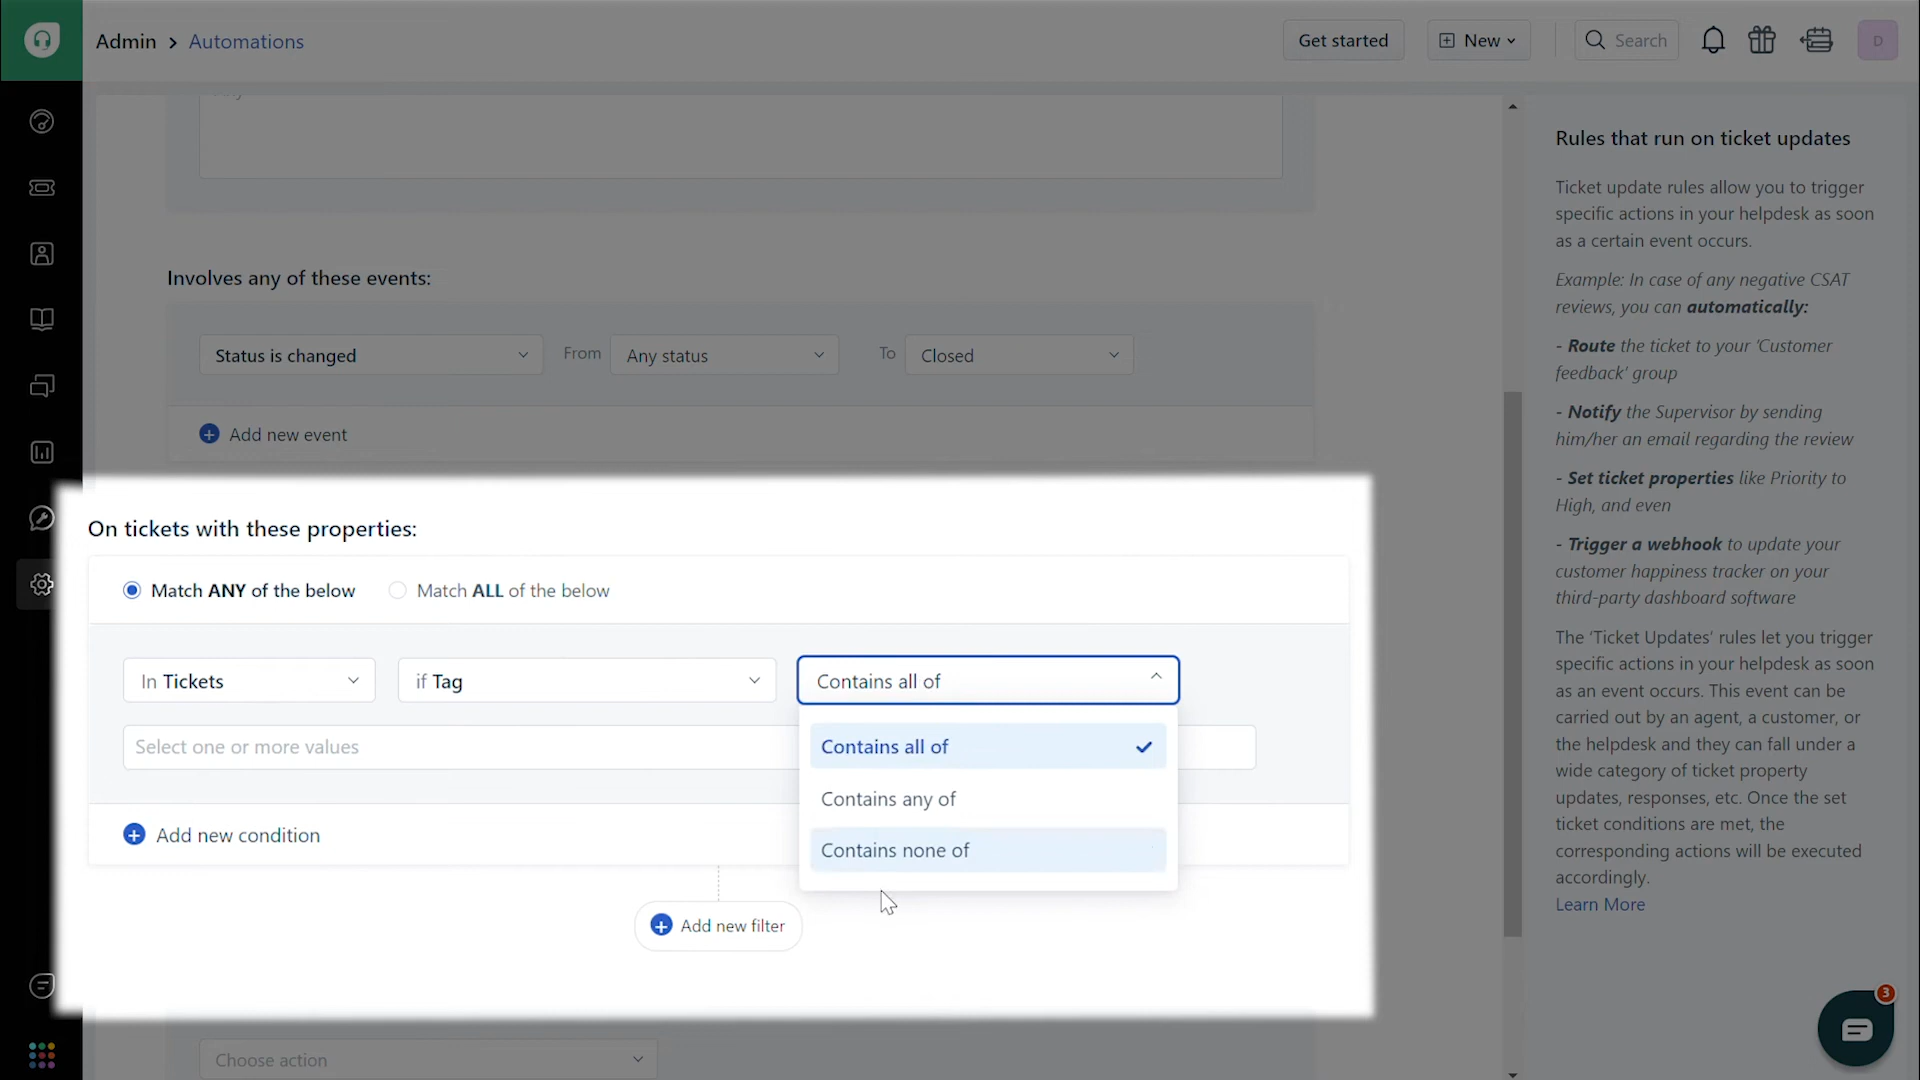 Admin > Automations
Get started
New
Search
D
Involves any of these events:
Status is changed
From
Any status
To
Closed
Add new event
On tickets with these properties:
Match ANY of the below
Match ALL of the below
In Tickets
if Tag
Contains all of
Select one or more values
Contains all of
Contains any of
Contains none of
Add new condition
Add new filter
Choose action
Rules that run on ticket updates
Ticket update rules allow you to trigger
specific actions in your helpdesk as soon
as a certain event occurs.
Example: In case of any negative CSAT
reviews, you can automatically:
- Route the ticket to your 'Customer
feedback' group
- Notify the Supervisor by sending
him/her an email regarding the review
- Set ticket properties like Priority to
High, and even
- Trigger a webhook to update your
customer happiness tracker on your
third-party dashboard software
The 'Ticket Updates' rules let you trigger
specific actions in your helpdesk as soon
as an event occurs. This event can be
carried out by an agent, a customer, or
the helpdesk and they can fall under a
wide category of ticket property
updates, responses, etc. Once the set
ticket conditions are met, the
corresponding actions will be executed
accordingly.
Learn More
3